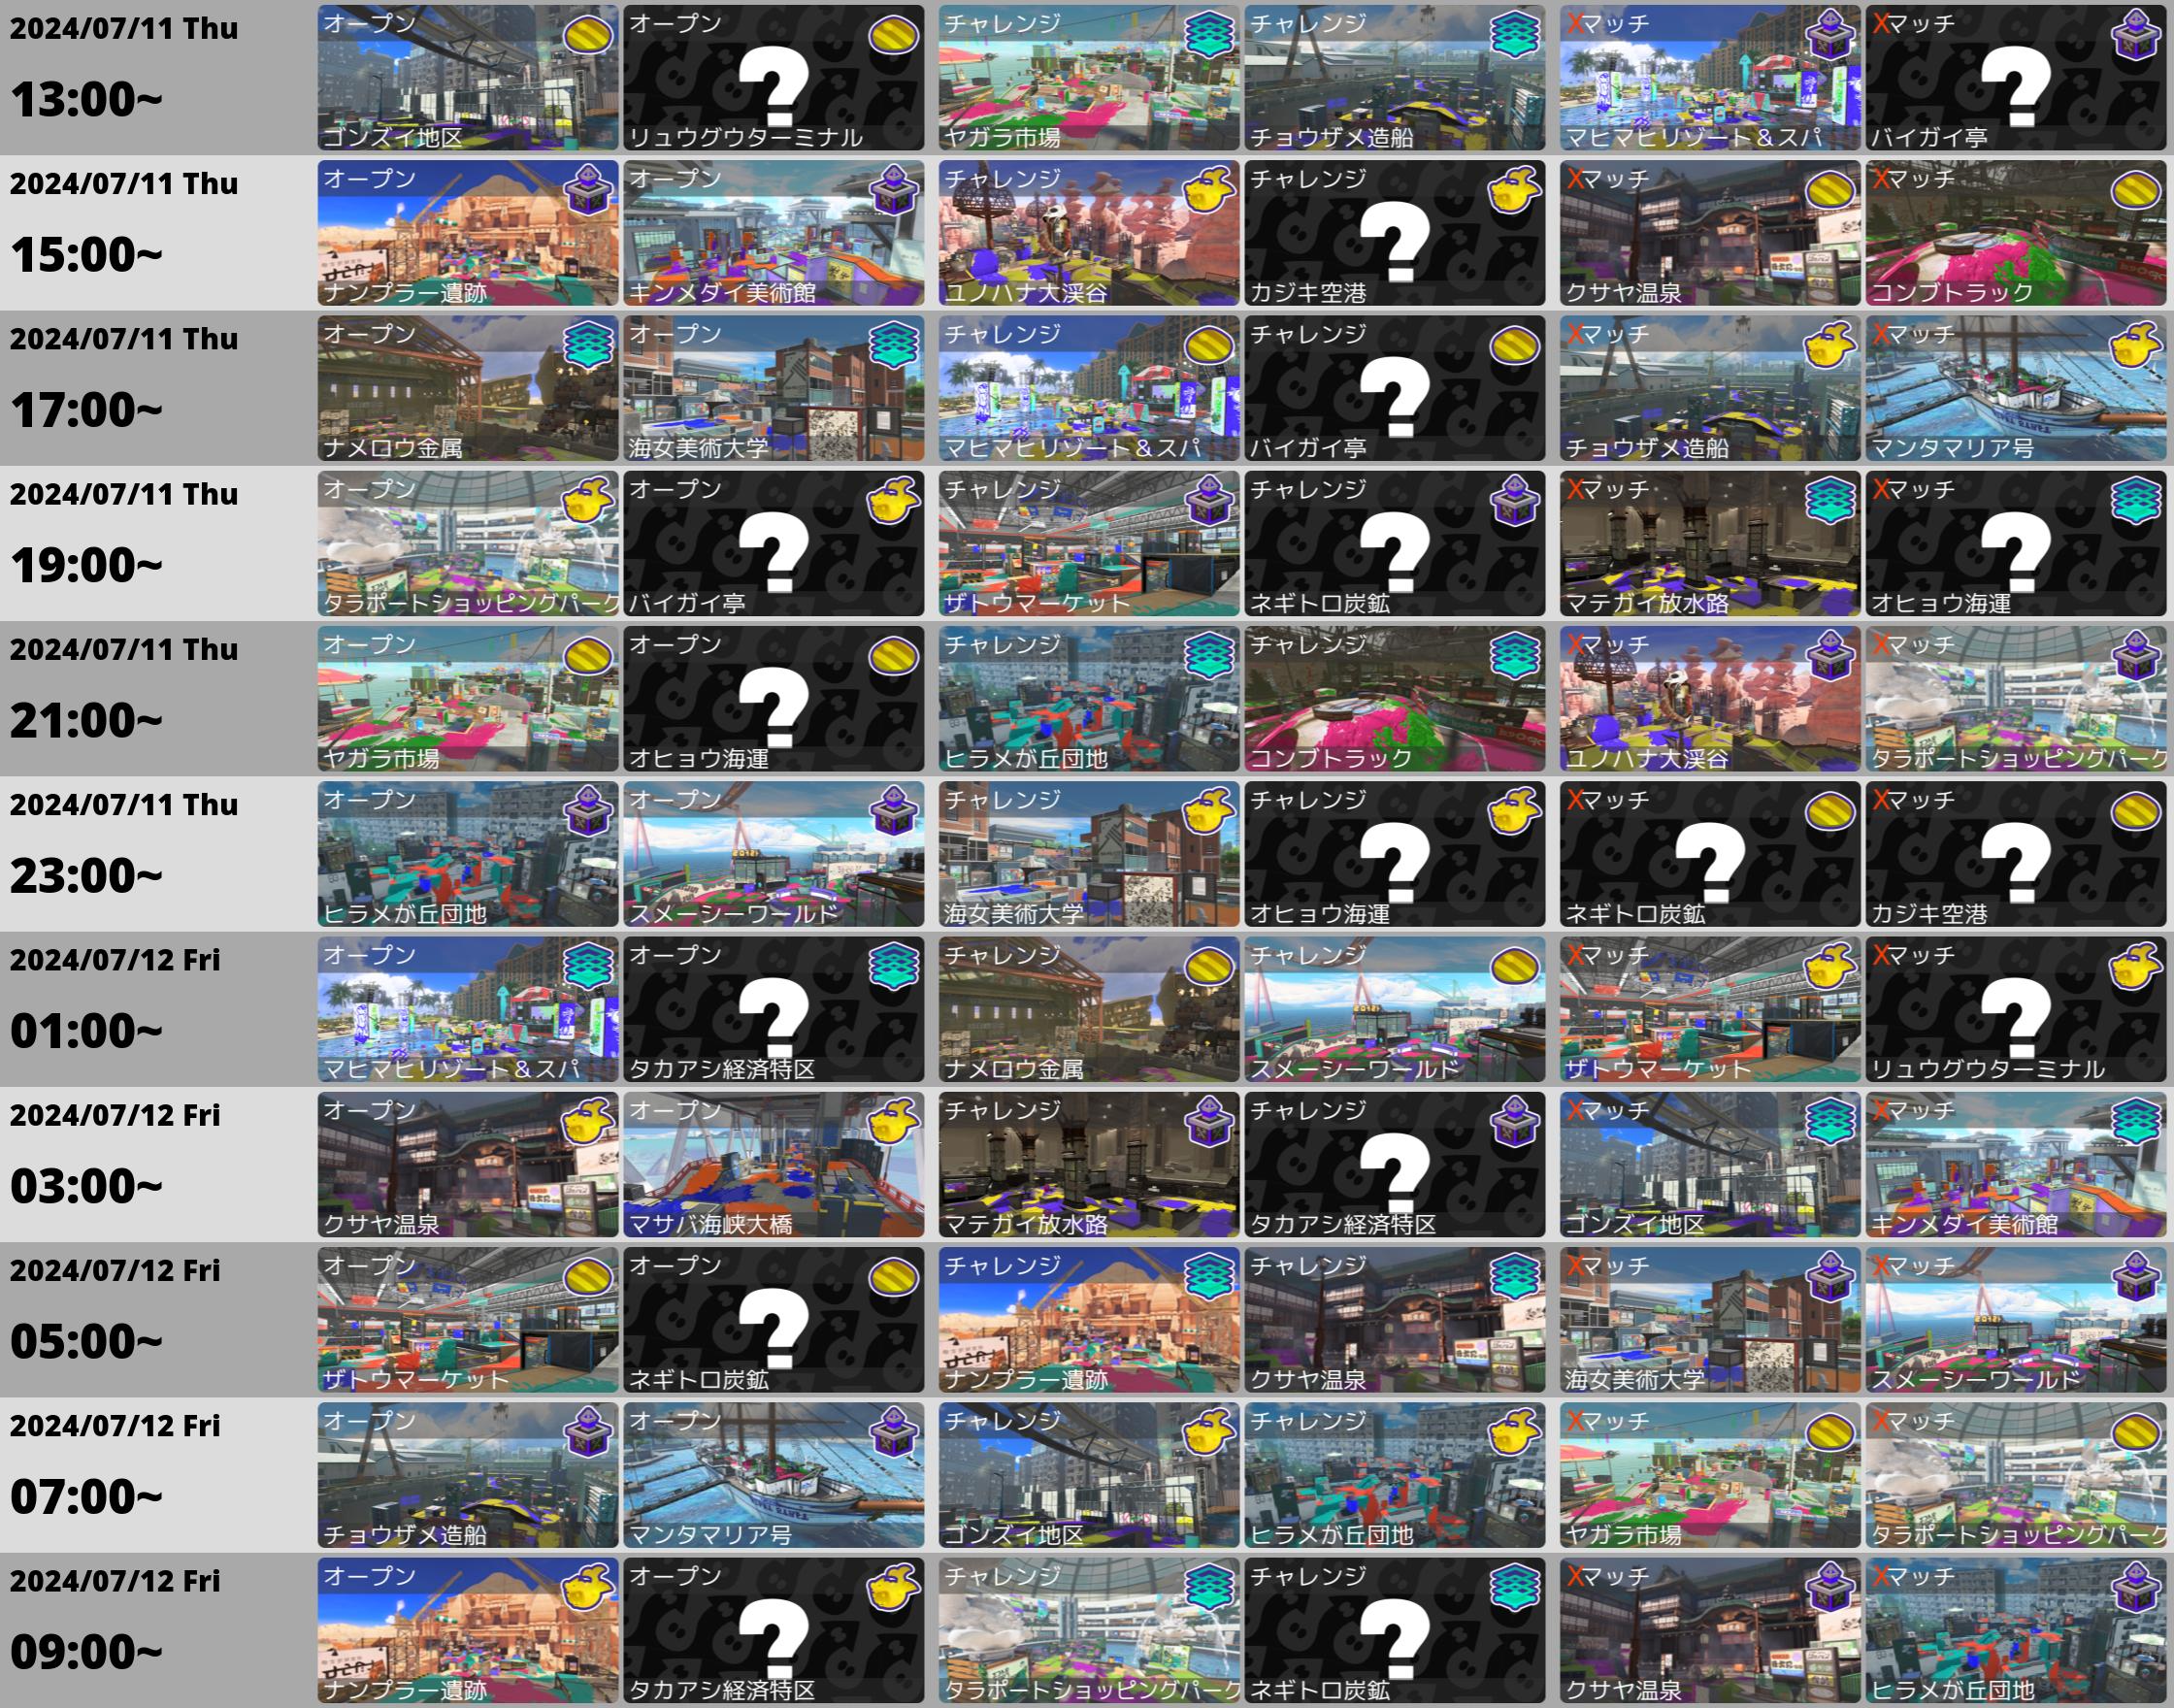 2024/07/11 Thu
13:00~
オープン オープン チャレンジ チャレンジ Xマッチ Xマッチ
ゴンズイ地区 リュウグウターミナル ヤガラ市場 チョウザメ造船 マヒマヒリゾート＆スパ バイガイ亭
2024/07/11 Thu
15:00~
オープン オープン チャレンジ チャレンジ Xマッチ Xマッチ
ナンプラー遺跡 キンメダイ美術館 ユノハナ大渓谷 カジキ空港 クサヤ温泉 コンブトラック
2024/07/11 Thu
17:00~
オープン オープン チャレンジ チャレンジ Xマッチ Xマッチ
ナメロウ金属 海女美術大学 マヒマヒリゾート＆スパ バイガイ亭 チョウザメ造船 マンタマリア号
2024/07/11 Thu
19:00~
オープン オープン チャレンジ チャレンジ Xマッチ Xマッチ
タラポートショッピングパーク バイガイ亭 ザトウマーケット ネギトロ炭鉱 マテガイ放水路 オヒョウ海運
2024/07/11 Thu
21:00~
オープン オープン チャレンジ チャレンジ Xマッチ Xマッチ
ヤガラ市場 オヒョウ海運 ヒラメが丘団地 コンブトラック ユノハナ大渓谷 タラポートショッピングパーク
2024/07/11 Thu
23:00~
オープン オープン チャレンジ チャレンジ Xマッチ Xマッチ
ヒラメが丘団地 スメーシーワールド 海女美術大学 オヒョウ海運 ネギトロ炭鉱 カジキ空港
2024/07/12 Fri
01:00~
オープン オープン チャレンジ チャレンジ Xマッチ Xマッチ
マヒマヒリゾート＆スパ タカアシ経済特区 ナメロウ金属 スメーシーワールド ザトウマーケット リュウグウターミナル
2024/07/12 Fri
03:00~
オープン オープン チャレンジ チャレンジ Xマッチ Xマッチ
クサヤ温泉 マサバ海峡大橋 マテガイ放水路 タカアシ経済特区 ゴンズイ地区 キンメダイ美術館
2024/07/12 Fri
05:00~
オープン オープン チャレンジ チャレンジ Xマッチ Xマッチ
ザトウマーケット ネギトロ炭鉱 ナンプラー遺跡 クサヤ温泉 海女美術大学 スメーシーワールド
2024/07/12 Fri
07:00~
オープン オープン チャレンジ チャレンジ Xマッチ Xマッチ
チョウザメ造船 マンタマリア号 ゴンズイ地区 ヒラメが丘団地 ヤガラ市場 タラポートショッピングパーク
2024/07/12 Fri
09:00~
オープン オープン チャレンジ チャレンジ Xマッチ Xマッチ
ナンプラー遺跡 タカアシ経済特区 タラポートショッピングパーク ネギトロ炭鉱 クサヤ温泉 ヒラメが丘団地